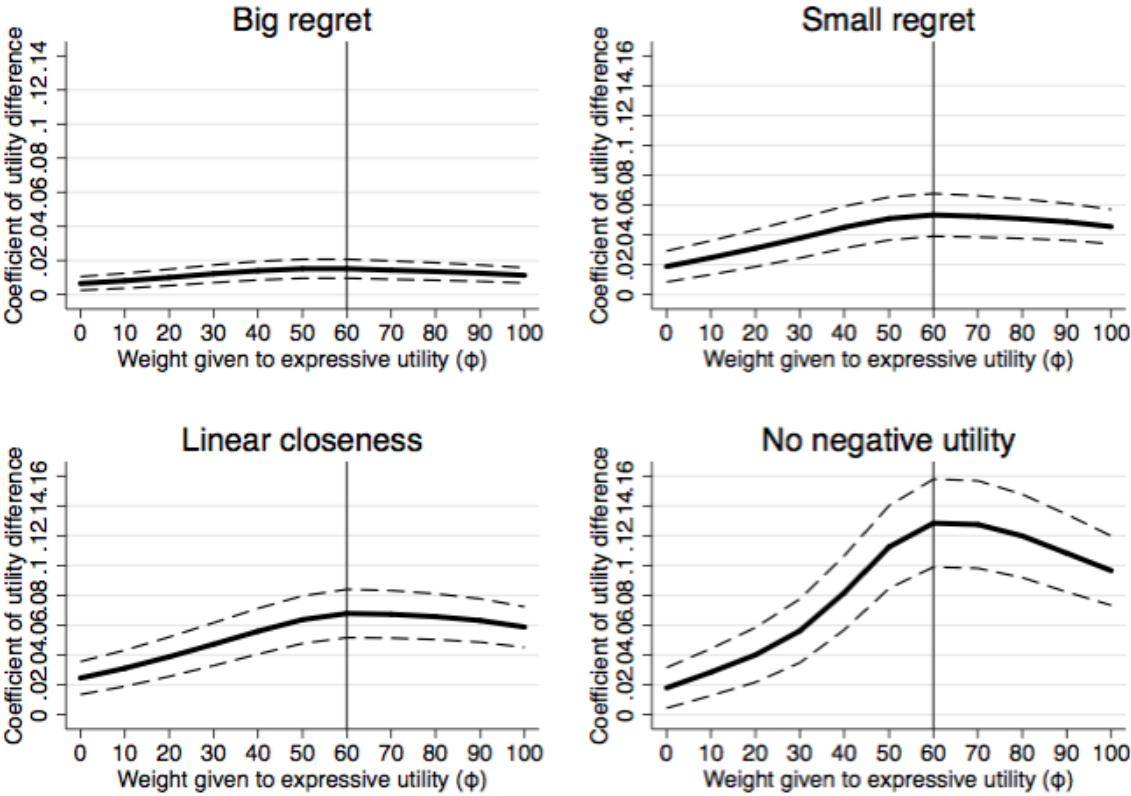 Big regret
Coefficient of utility difference
0 .02 .04 .06 .08 .1 .12 .14
0 10 20 30 40 50 60 70 80 90 100
Weight given to expressive utility (ϕ)
Small regret
Coefficient of utility difference
0 .02 .04 .06 .08 .1 .12 .14 .16
0 10 20 30 40 50 60 70 80 90 100
Weight given to expressive utility (ϕ)
Linear closeness
Coefficient of utility difference
0 .02 .04 .06 .08 .1 .12 .14 .16
0 10 20 30 40 50 60 70 80 90 100
Weight given to expressive utility (ϕ)
No negative utility
Coefficient of utility difference
0 .02 .04 .06 .08 .1 .12 .14 .16
0 10 20 30 40 50 60 70 80 90 100
Weight given to expressive utility (ϕ)